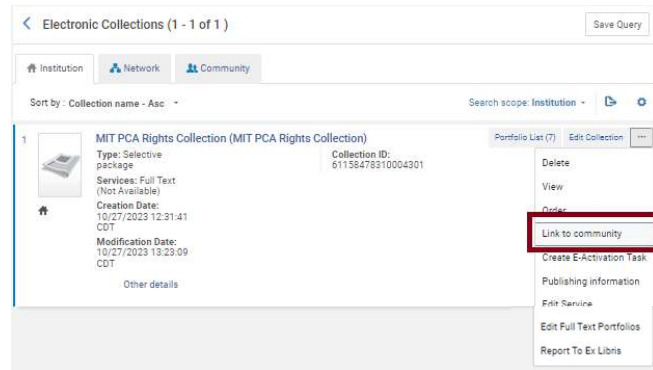 Electronic Collections (1 - 1 of 1 )
Save Query
Institution
Network
Community
Sort by : Collection name - Asc
Search scope: Institution
1
MIT PCA Rights Collection (MIT PCA Rights Collection)
Portfolio List (7)
Edit Collection
Type: Selective
package
Services: Full Text
(Not Available)
Creation Date:
10/27/2023 12:31:41
CDT
Modification Date:
10/27/2023 13:23:09
CDT
Other details
Collection ID:
61158478310004301
Delete
View
Order
Link to community
Create E-Activation Task
Publishing information
Edit Service
Edit Full Text Portfolios
Report To Ex Libris